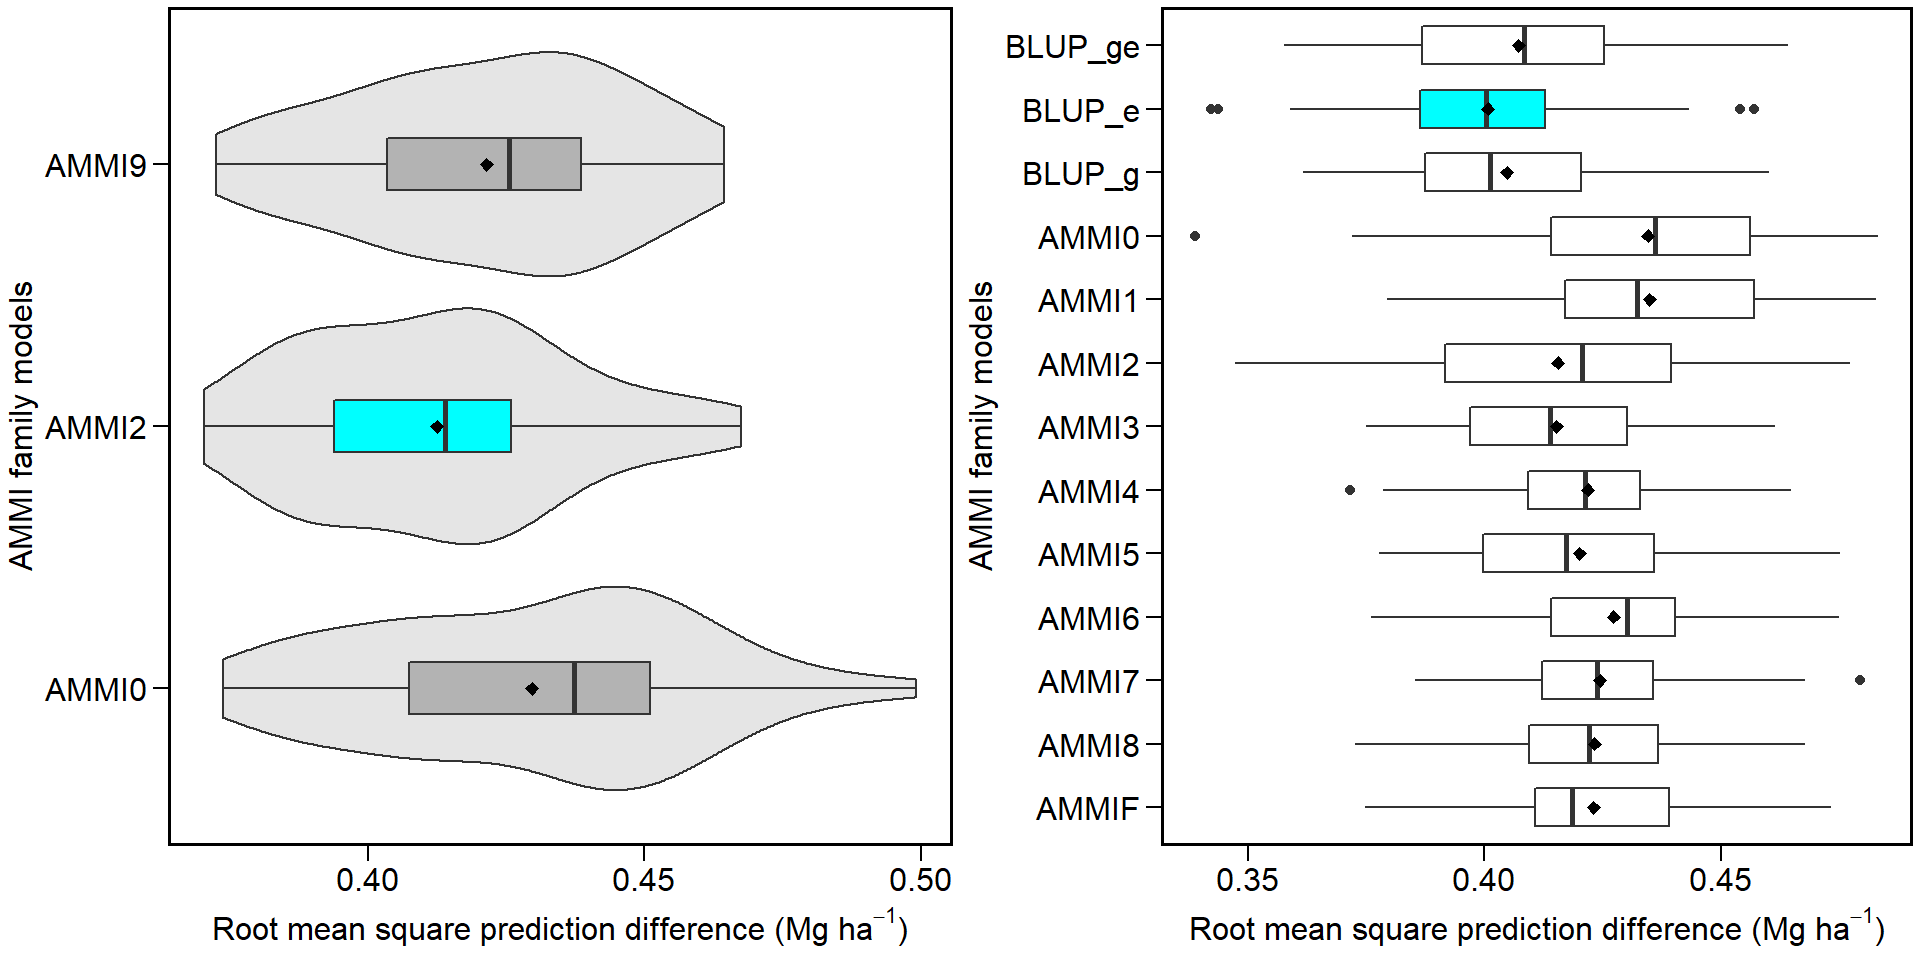 AMMI family models
AMMI9
AMMI2
AMMI0
0.40
0.45
0.50
Root mean square prediction difference (Mg ha⁻¹)
AMMI family models
BLUP_ge
BLUP_e
BLUP_g
AMMI0
AMMI1
AMMI2
AMMI3
AMMI4
AMMI5
AMMI6
AMMI7
AMMI8
AMMIF
0.35
0.40
0.45
Root mean square prediction difference (Mg ha⁻¹)